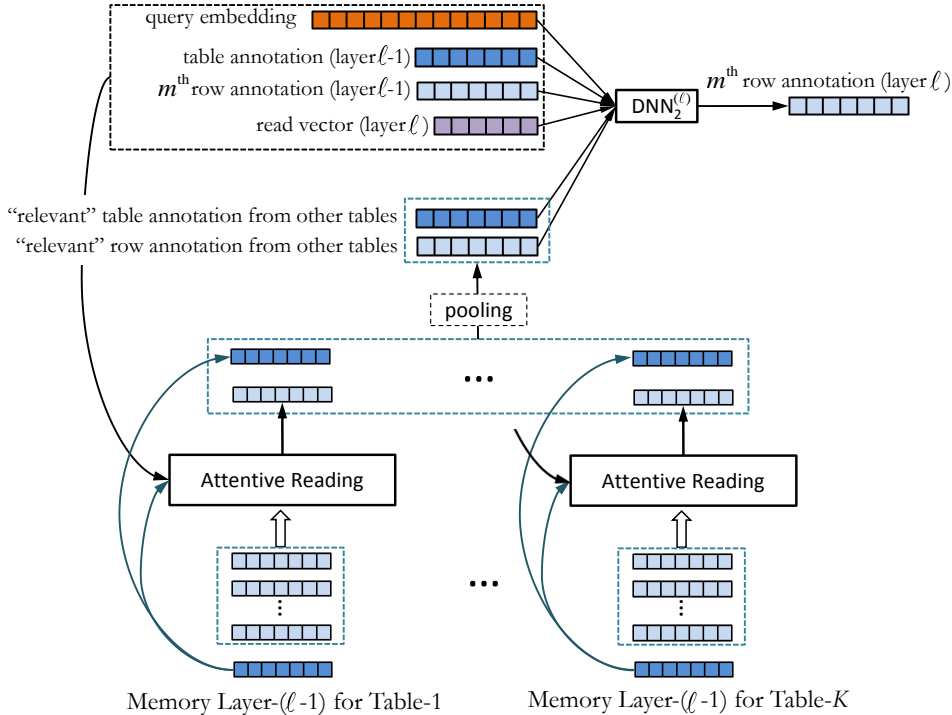 query embedding
table annotation (layer ℓ-1)
mᵗʰ row annotation (layer ℓ-1)
read vector (layer ℓ)
DNN₂⁽ℓ⁾
mᵗʰ row annotation (layer ℓ)
“relevant” table annotation from other tables
“relevant” row annotation from other tables
pooling
...
Attentive Reading
Attentive Reading
...
...
...
Memory Layer-(ℓ-1) for Table-1
Memory Layer-(ℓ-1) for Table-K